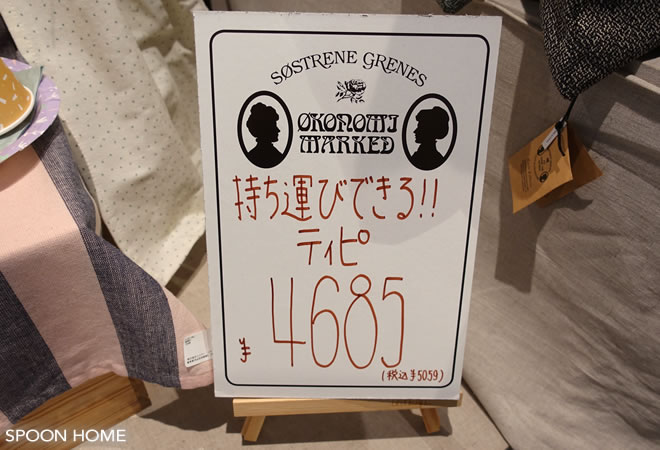 SØSTRENE GRENES
ØKONOMI
MARKED
持ち運びできる!!
ティピ
¥4685
(税込¥5059)
SPOON HOME